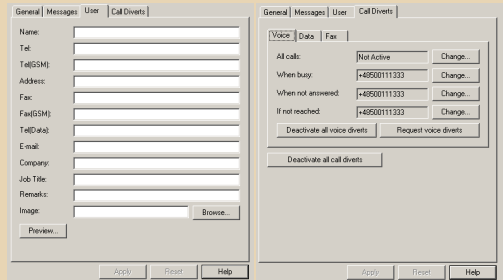 General Messages User Call Diverts
Name:
Tel:
Tel(GSM):
Address:
Fax:
Fax(GSM):
Tel(Data):
E-mail:
Company:
Job Title:
Remarks:
Image: Browse...
Preview...
Apply Reset Help
General Messages User Call Diverts
Voice Data Fax
All calls: Not Active Change...
When busy: +48500111333 Change...
When not answered: +48500111333 Change...
If not reached: +48500111333 Change...
Deactivate all voice diverts Request voice diverts
Deactivate all call diverts
Apply Reset Help